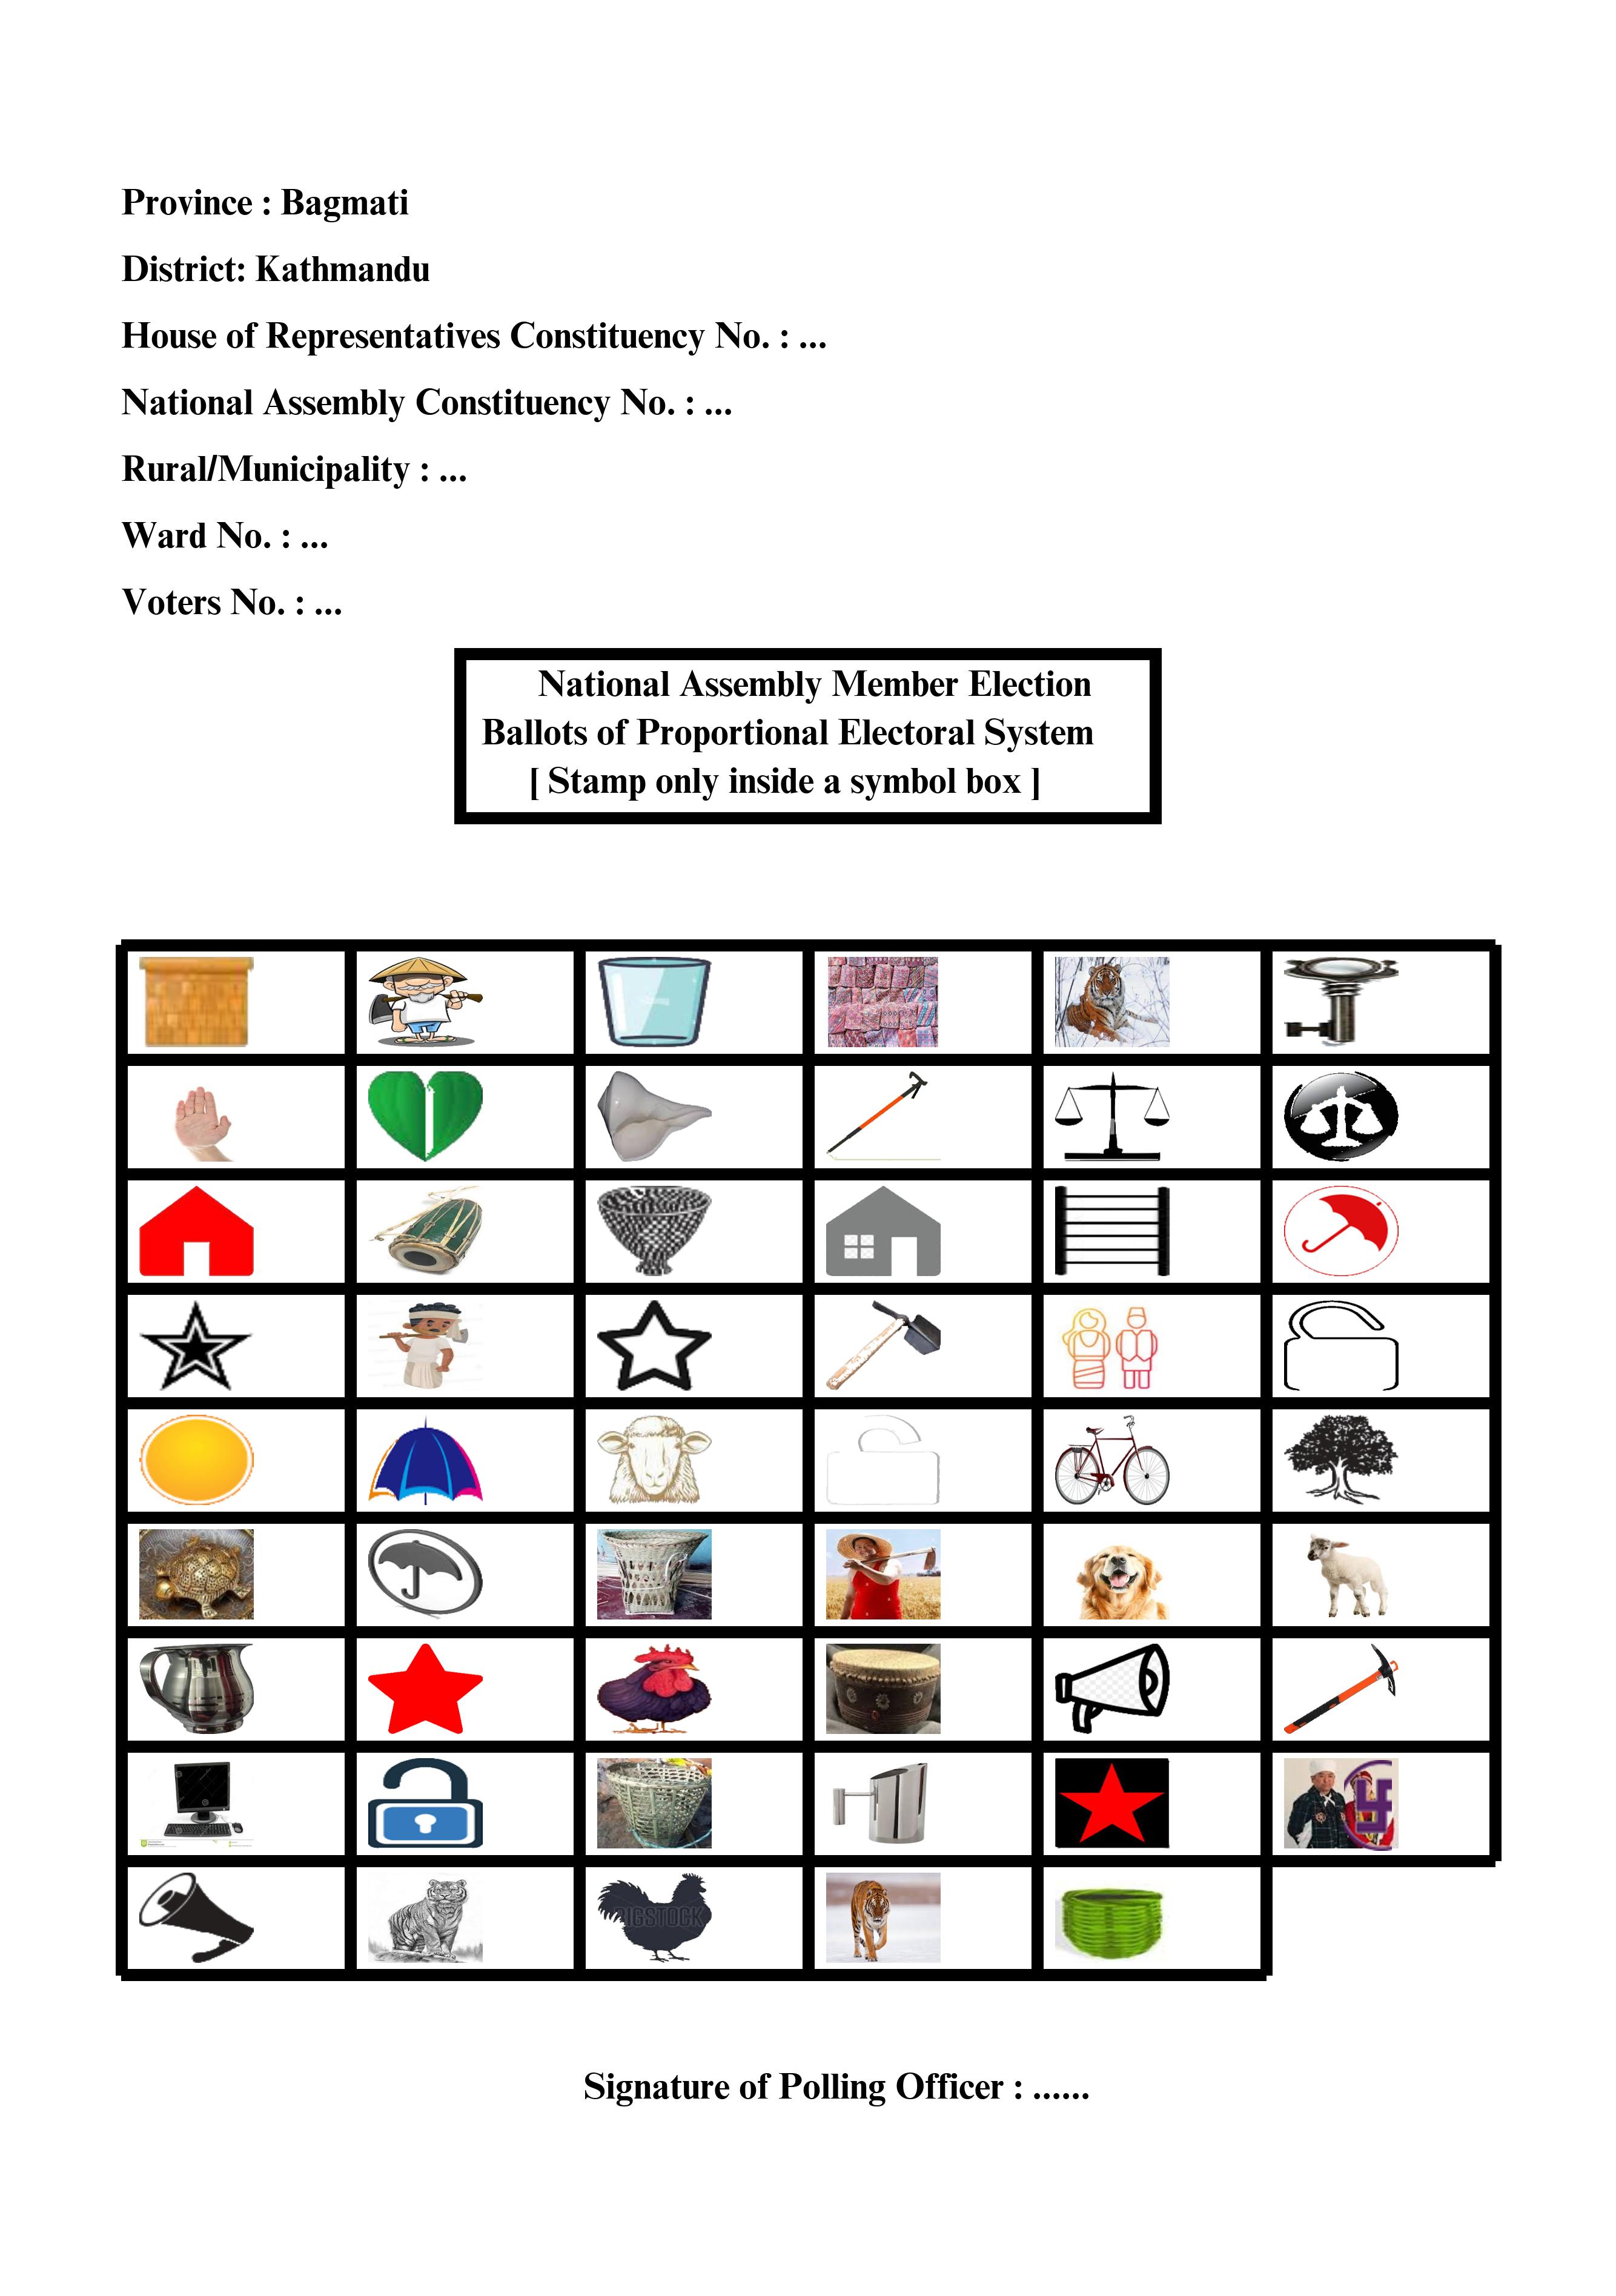 Province : Bagmati
District: Kathmandu
House of Representatives Constituency No. : ...
National Assembly Constituency No. : ...
Rural/Municipality : ...
Ward No. : ...
Voters No. : ...
National Assembly Member Election
Ballots of Proportional Electoral System
[ Stamp only inside a symbol box ]
BIGSTOCK
Signature of Polling Officer : ......